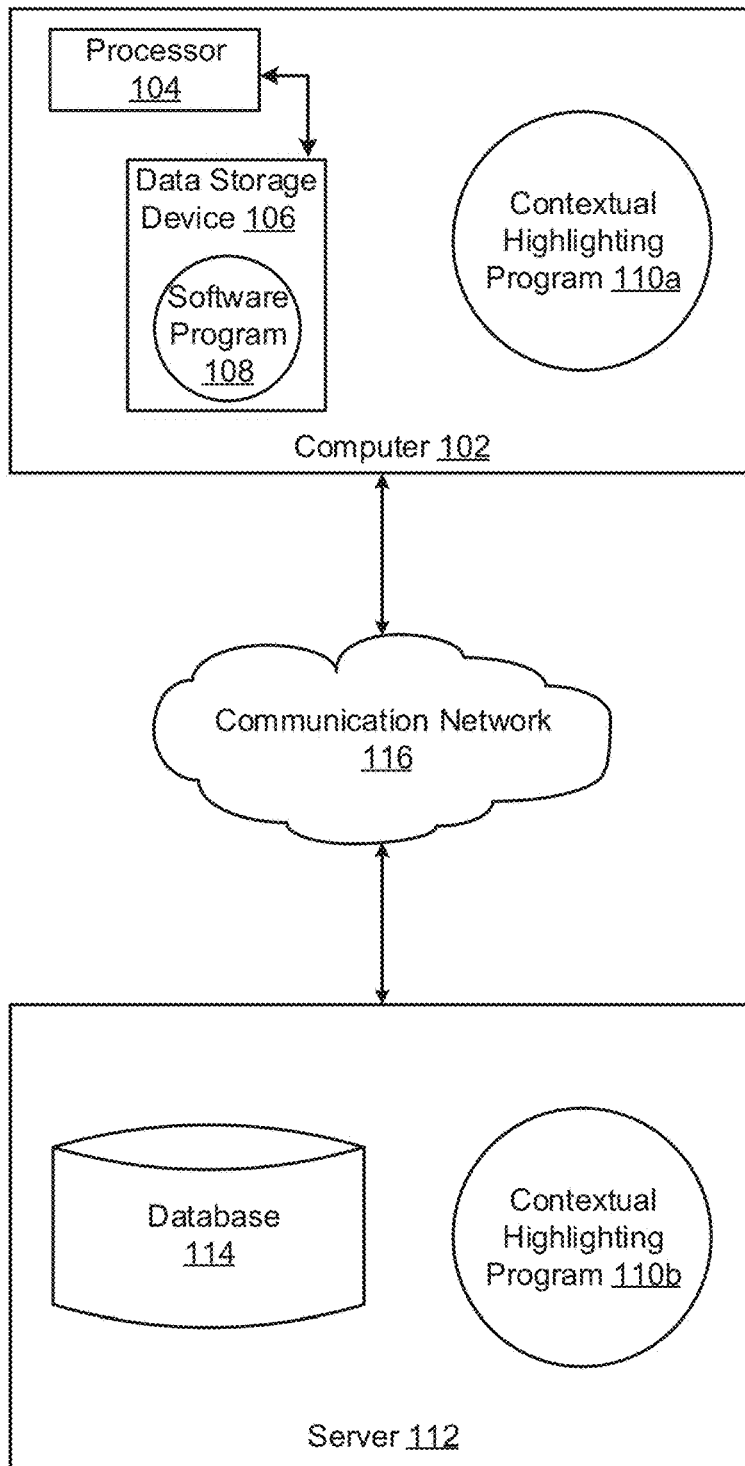 Processor
104
Data Storage
Device 106
Software
Program
108
Contextual
Highlighting
Program 110a
Computer 102
Communication Network
116
Database
114
Contextual
Highlighting
Program 110b
Server 112